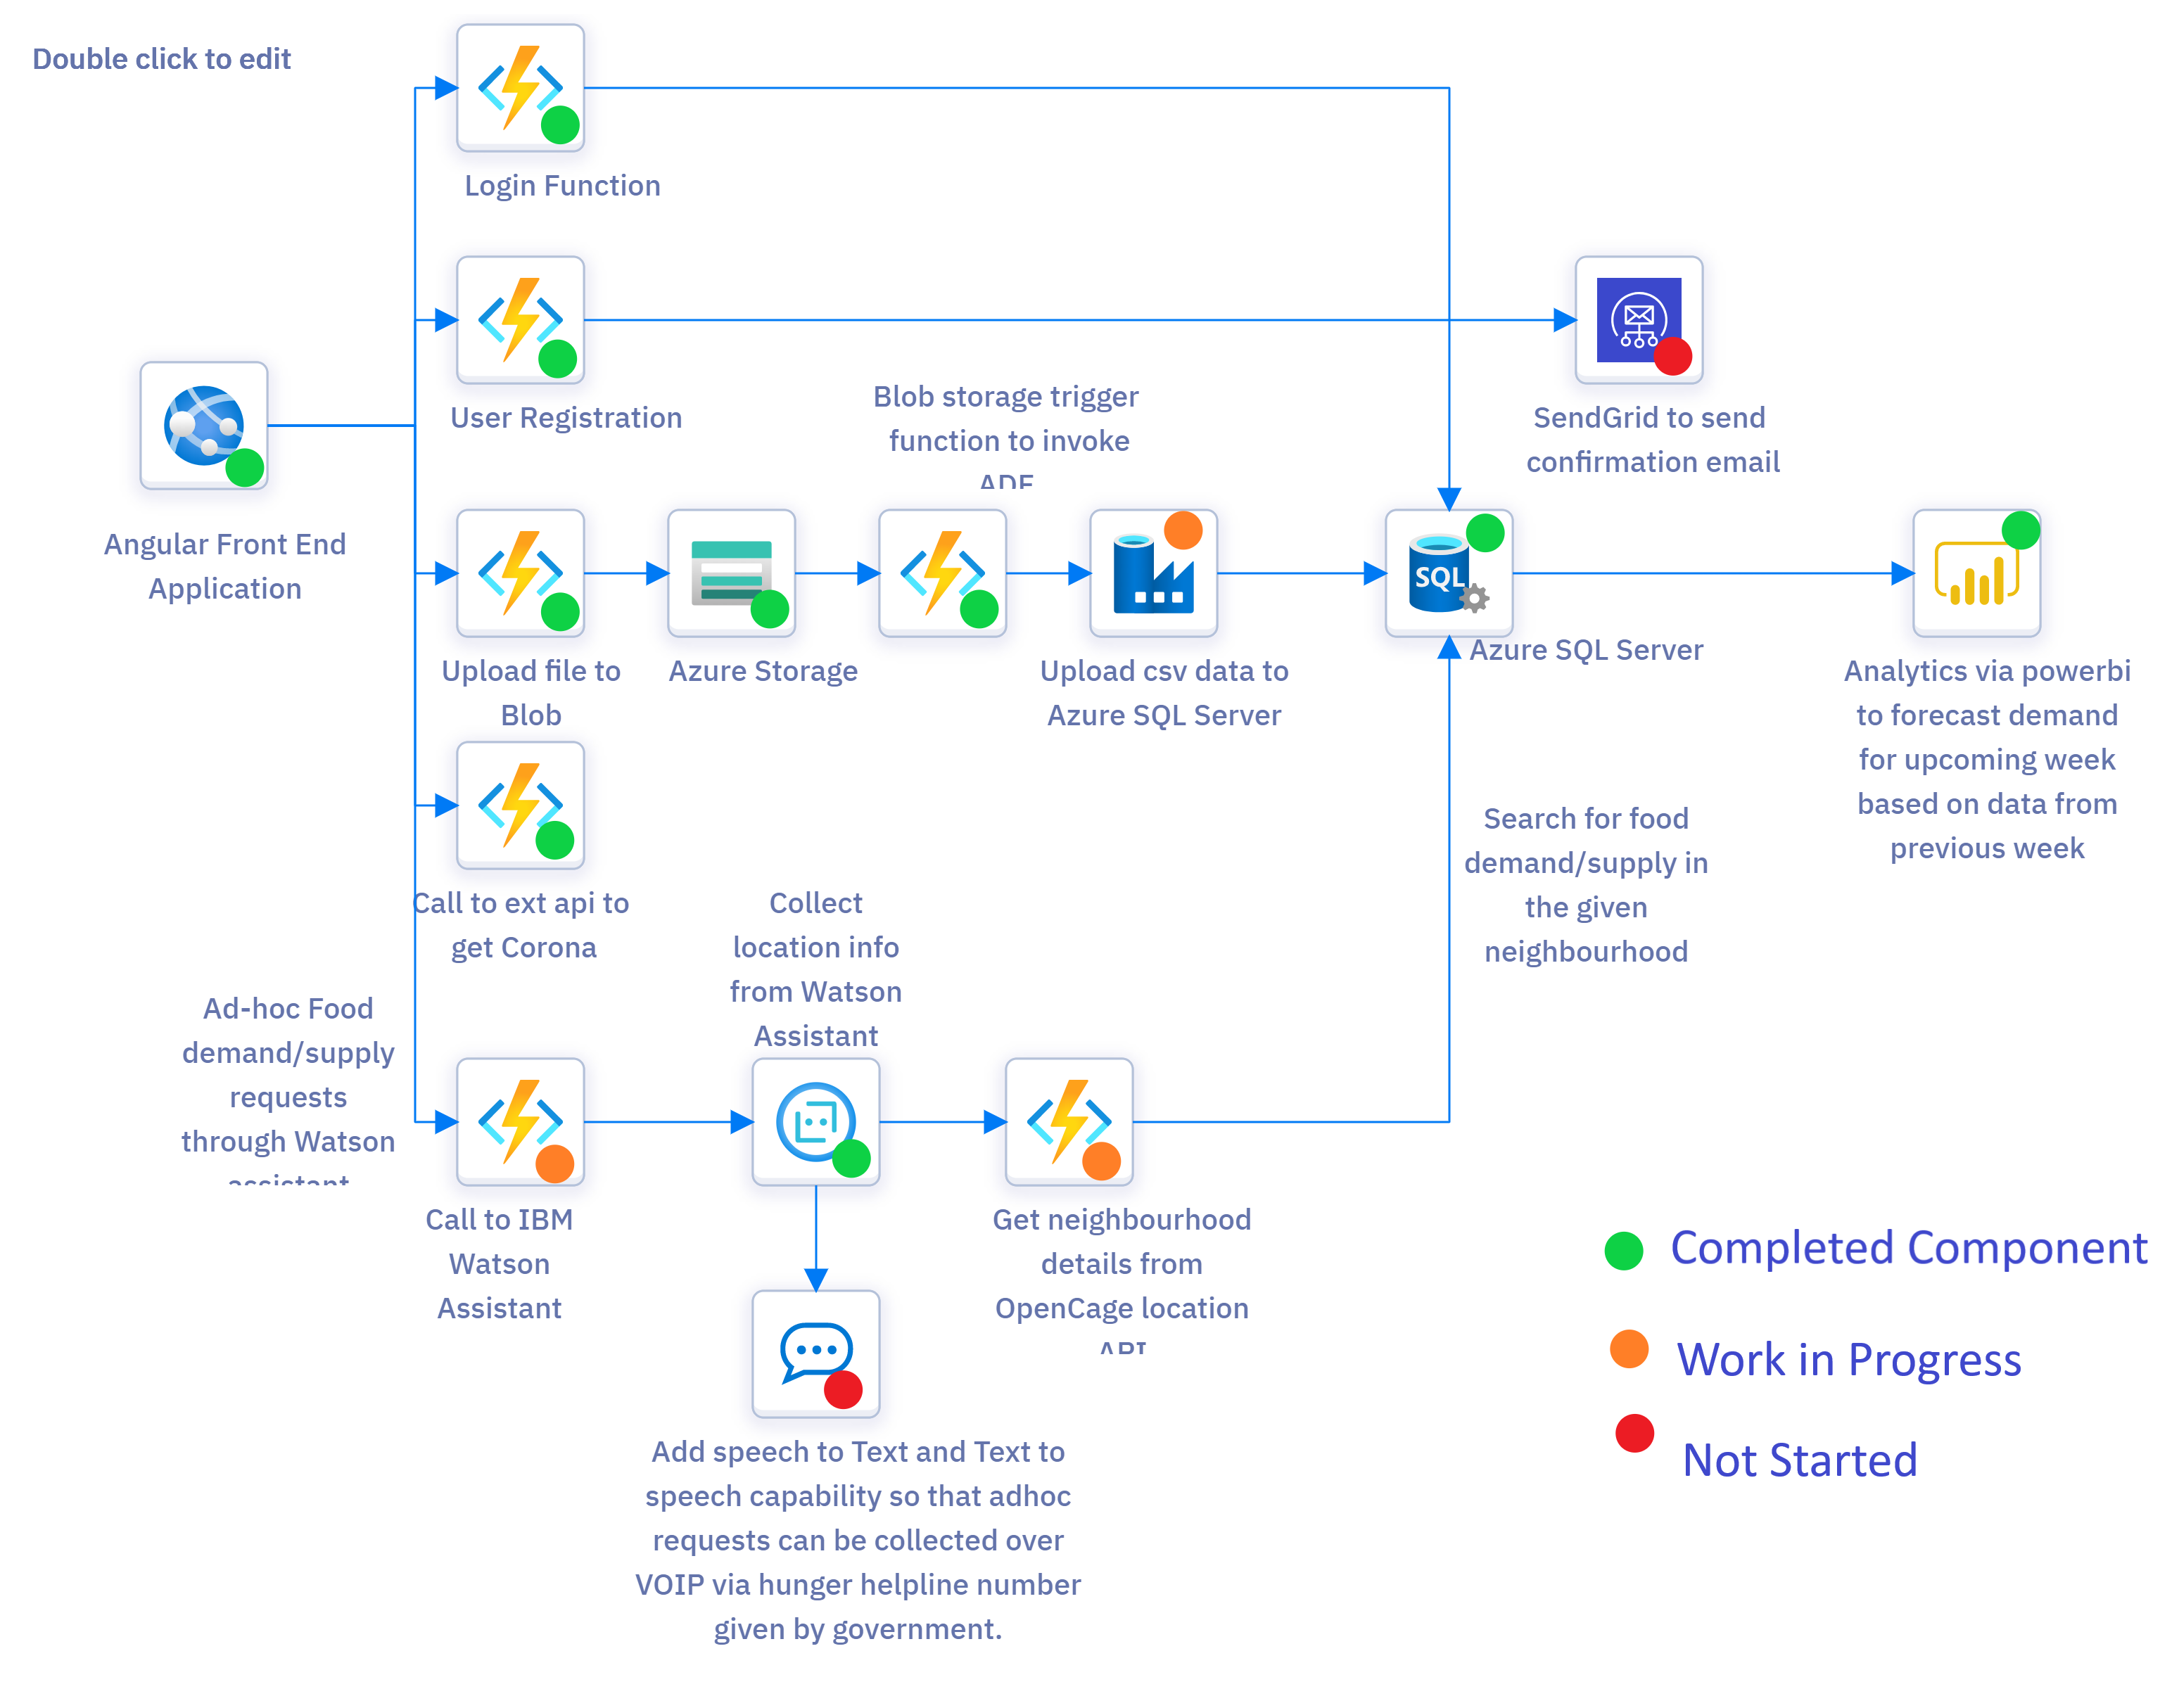 Double click to edit
Login Function
User Registration
Blob storage trigger
function to invoke
ADF
SendGrid to send
confirmation email
Angular Front End
Application
SQL
Upload file to
Blob
Azure Storage
Upload csv data to
Azure SQL Server
Azure SQL Server
Analytics via powerbi
to forecast demand
for upcoming week
based on data from
previous week
Search for food
demand/supply in
the given
neighbourhood
Call to ext api to
get Corona
Collect
location info
from Watson
Assistant
Ad-hoc Food
demand/supply
requests
through Watson
assistant
Call to IBM
Watson
Assistant
Get neighbourhood
details from
OpenCage location
API
Add speech to Text and Text to
speech capability so that adhoc
requests can be collected over
VOIP via hunger helpline number
given by government.
Completed Component
Work in Progress
Not Started